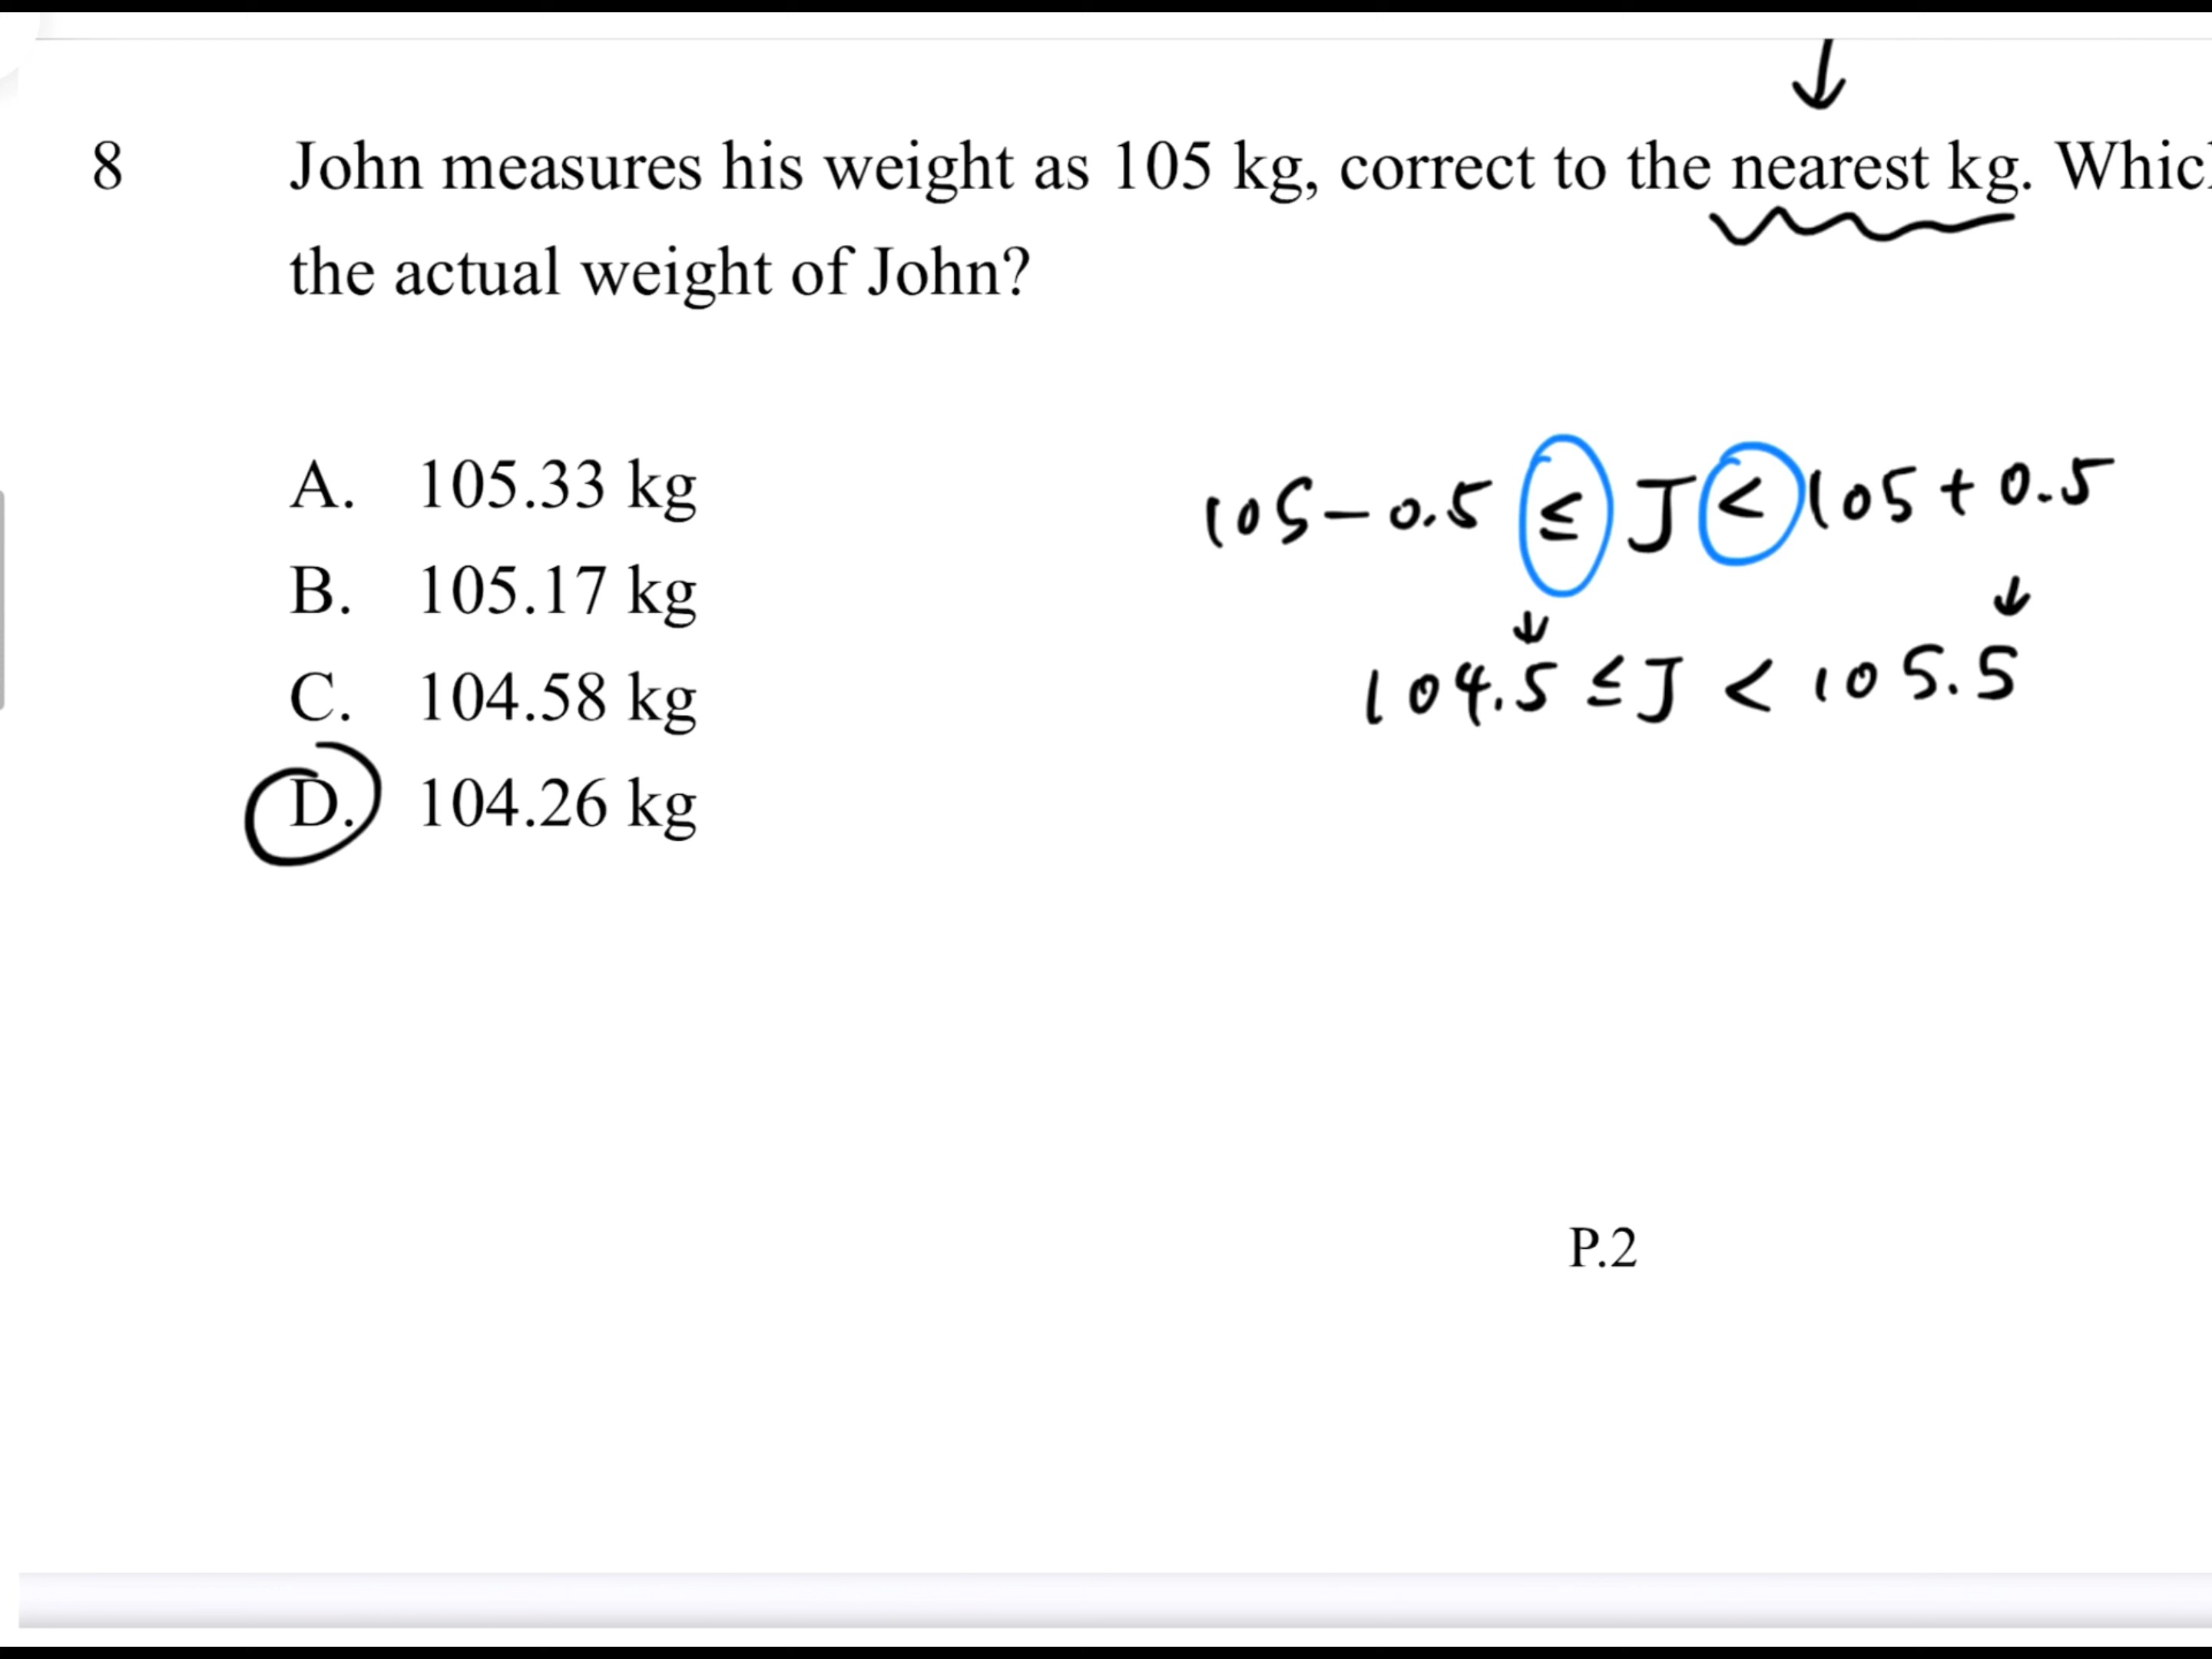 8 John measures his weight as 105 kg, correct to the nearest kg.
the actual weight of John?
A. 105.33 kg
B. 105.17 kg
C. 104.58 kg
D. 104.26 kg
105 - 0.5 ≤ J < 105 + 0.5
104.5 ≤ J < 105.5
P.2